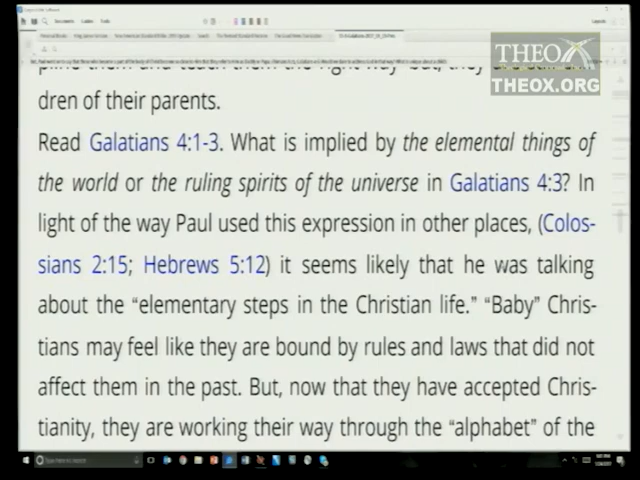 THEOX
THEOX.ORG
dren of their parents.
Read Galatians 4:1-3. What is implied by the elemental things of
the world or the ruling spirits of the universe in Galatians 4:3? In
light of the way Paul used this expression in other places, (Colos-
sians 2:15; Hebrews 5:12) it seems likely that he was talking
about the “elementary steps in the Christian life.” “Baby” Chris-
tians may feel like they are bound by rules and laws that did not
affect them in the past. But, now that they have accepted Chris-
tianity, they are working their way through the “alphabet” of the